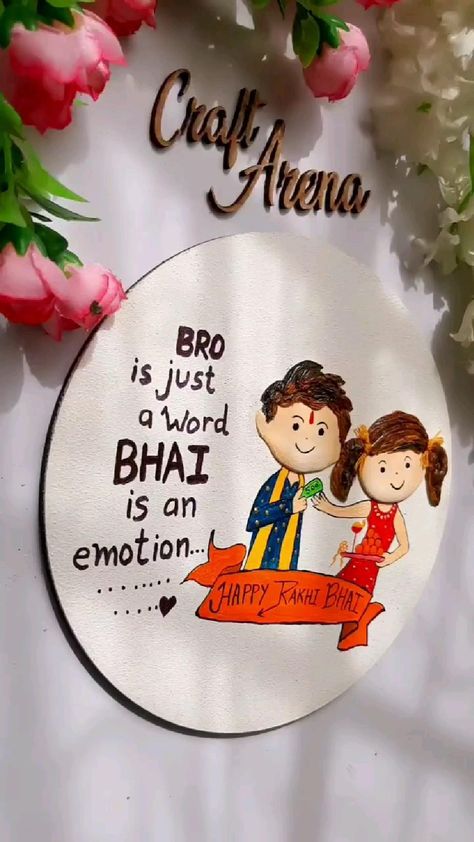 Craft
Arena
BRO
is just
a word
BHAI
is an
emotion...
HAPPY RAKHI BHAI